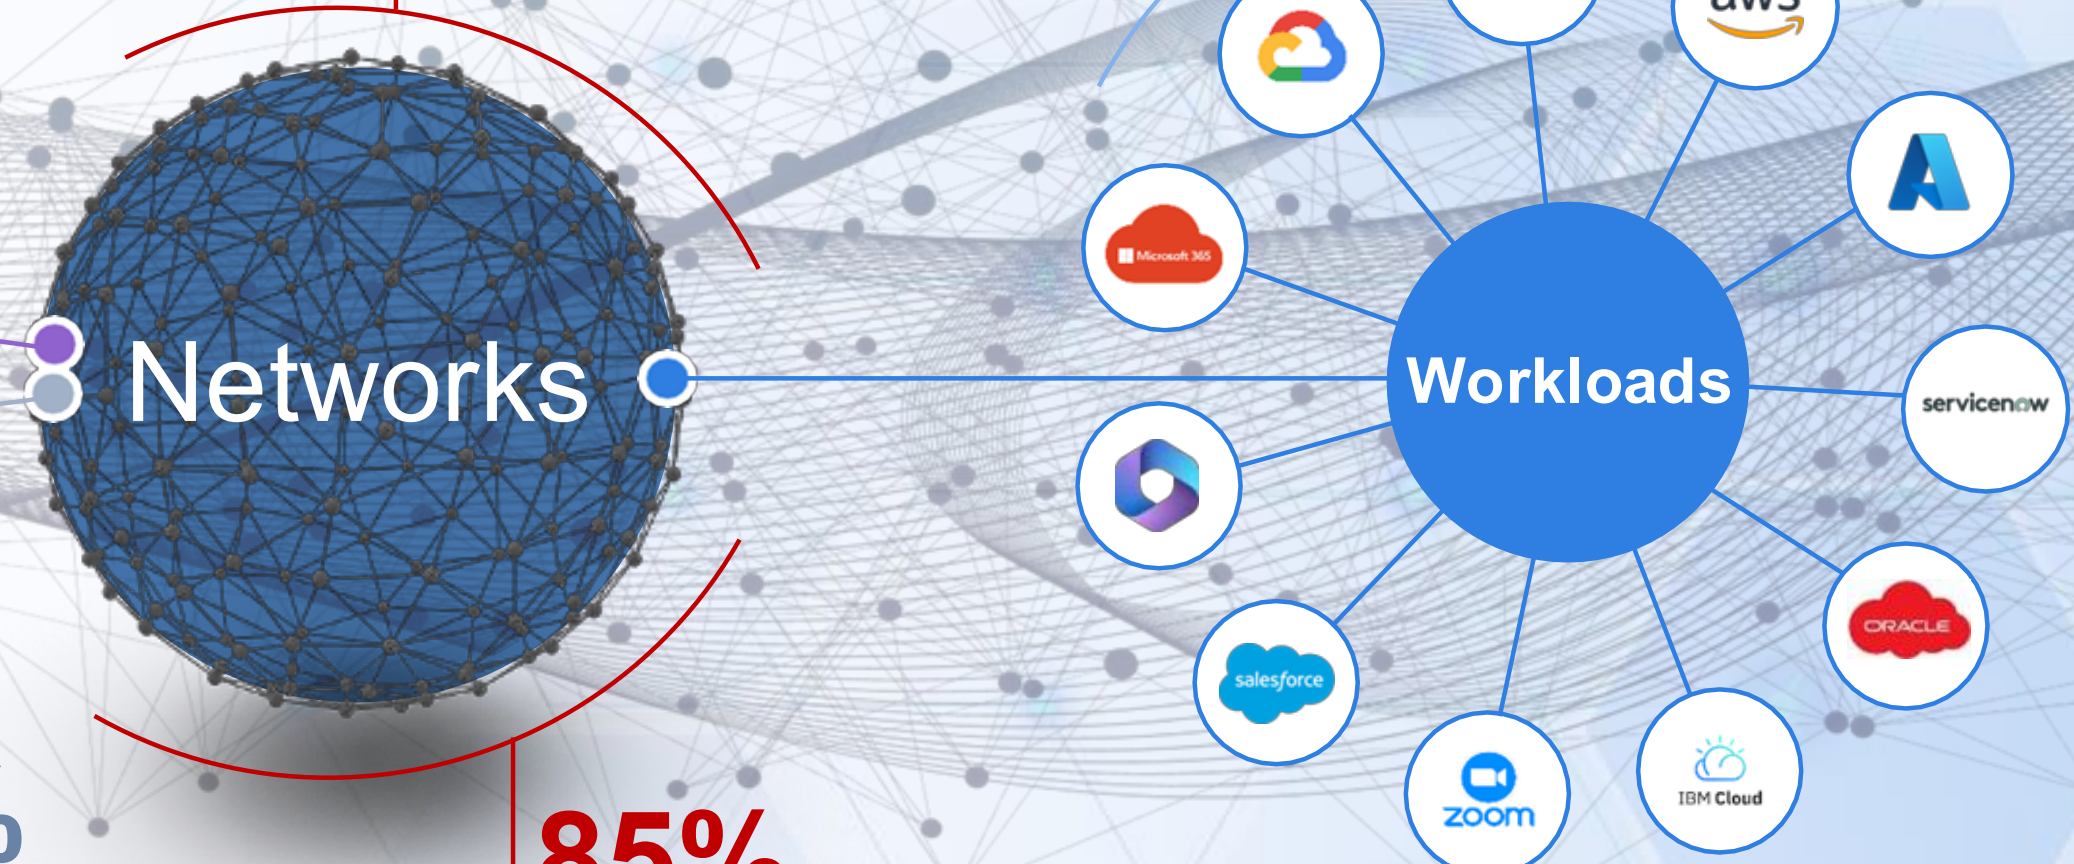 aws
Microsoft 365
Networks
Workloads
servicenow
ORACLE
salesforce
zoom
IBM Cloud
85%